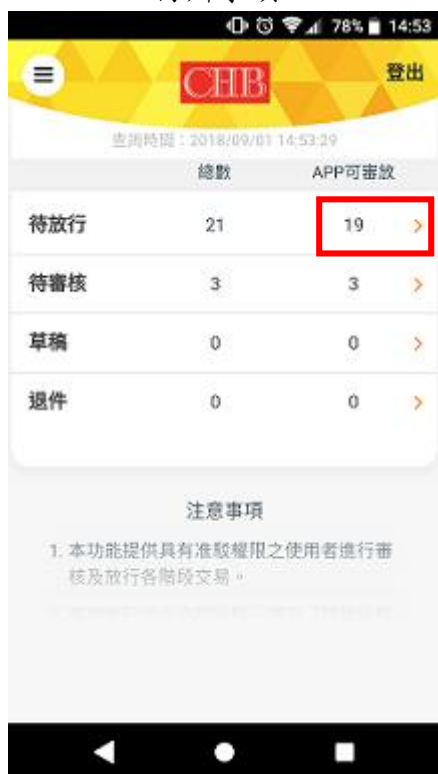 78% 14:53
CHB 登出
查詢時間：2018/09/01 14:53:29
總數 APP可審放
待放行 21 19
待審核 3 3
草稿 0 0
退件 0 0
注意事項
1. 本功能提供具有准駁權限之使用者進行審
核及放行各階段交易。